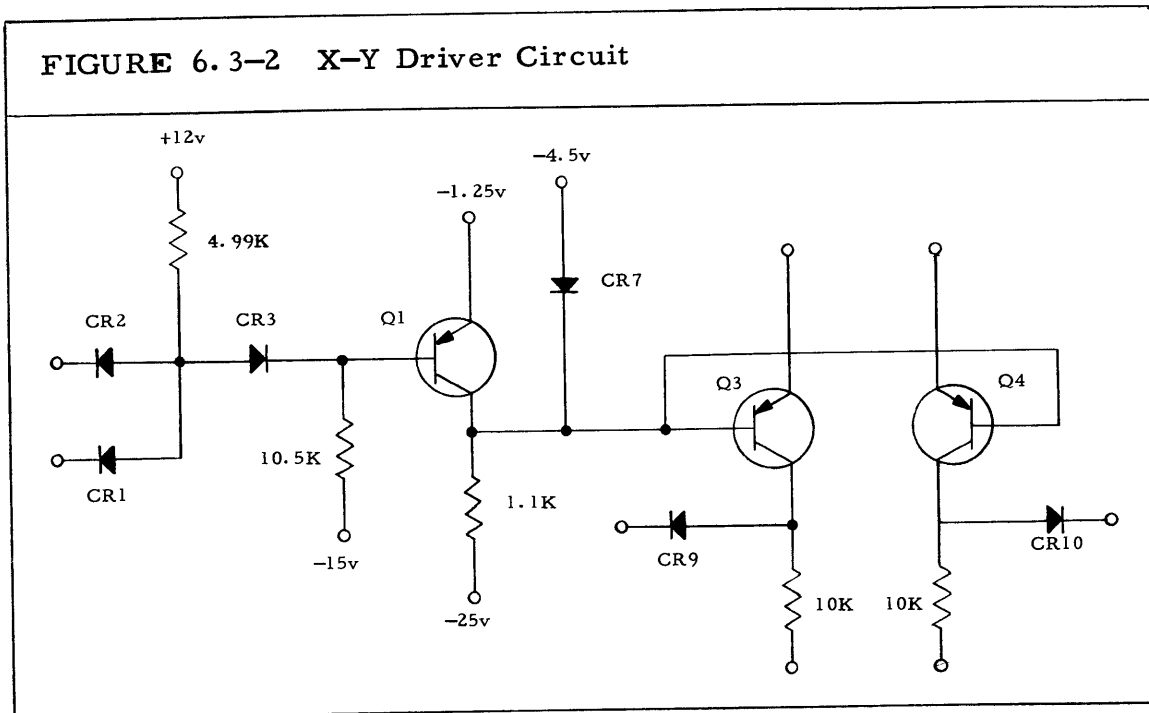 FIGURE 6.3-2 X-Y Driver Circuit
+12v
-4.5v
-1.25v
4.99K
CR7
CR2
CR3
Q1
Q3
Q4
10.5K
CR1
1.1K
CR9
CR10
-15v
10K
10K
-25v